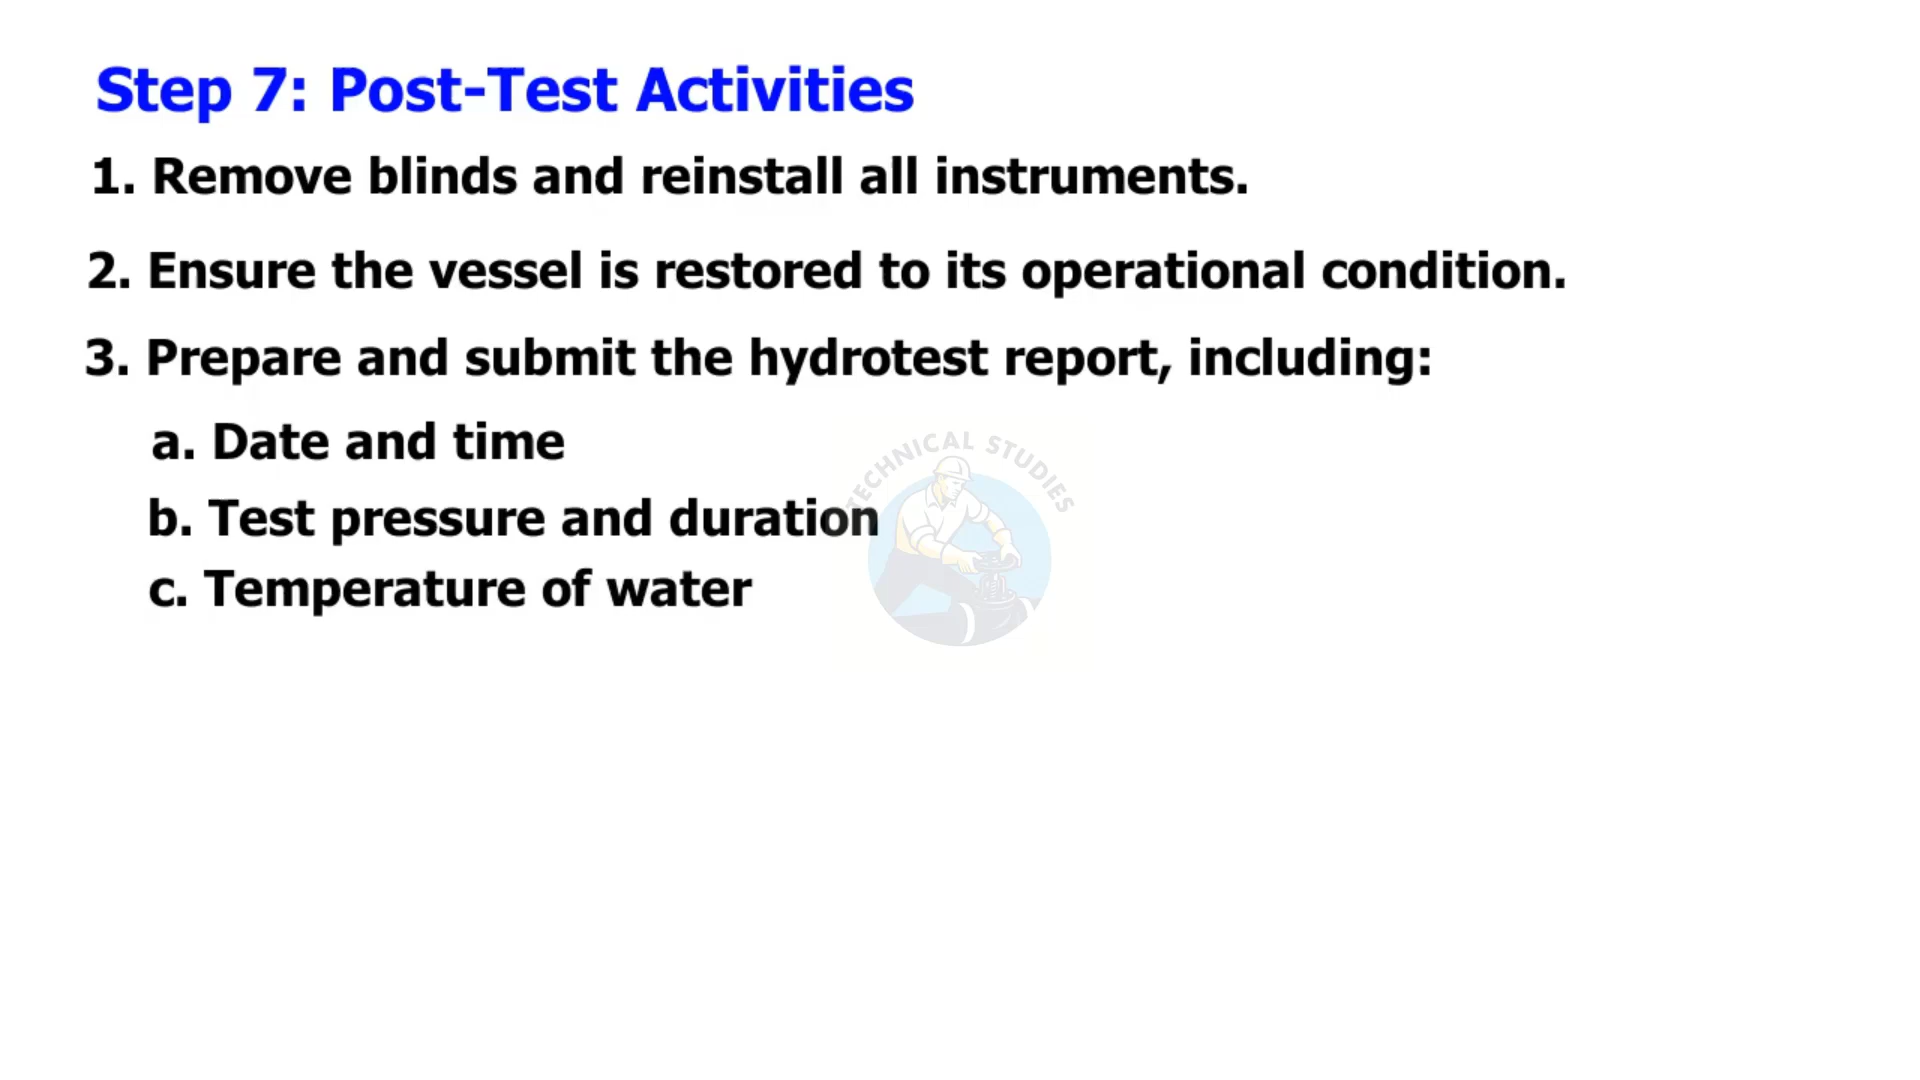 Step 7: Post-Test Activities
1. Remove blinds and reinstall all instruments.
2. Ensure the vessel is restored to its operational condition.
3. Prepare and submit the hydrotest report, including:
a. Date and time
TECHNICAL STUDIES
b. Test pressure and duration
c. Temperature of water